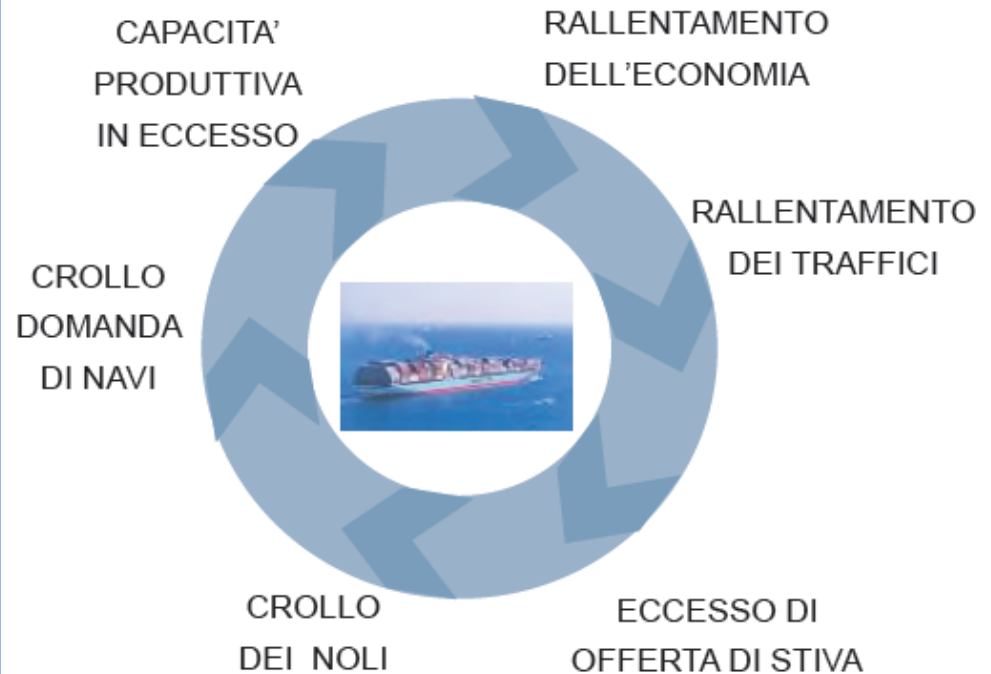 CAPACITA'
PRODUTTIVA
IN ECCESSO
RALLENTAMENTO
DELL'ECONOMIA
RALLENTAMENTO
DEI TRAFFICI
ECCESSO DI
OFFERTA DI STIVA
CROLLO
DEI NOLI
CROLLO
DOMANDA
DI NAVI